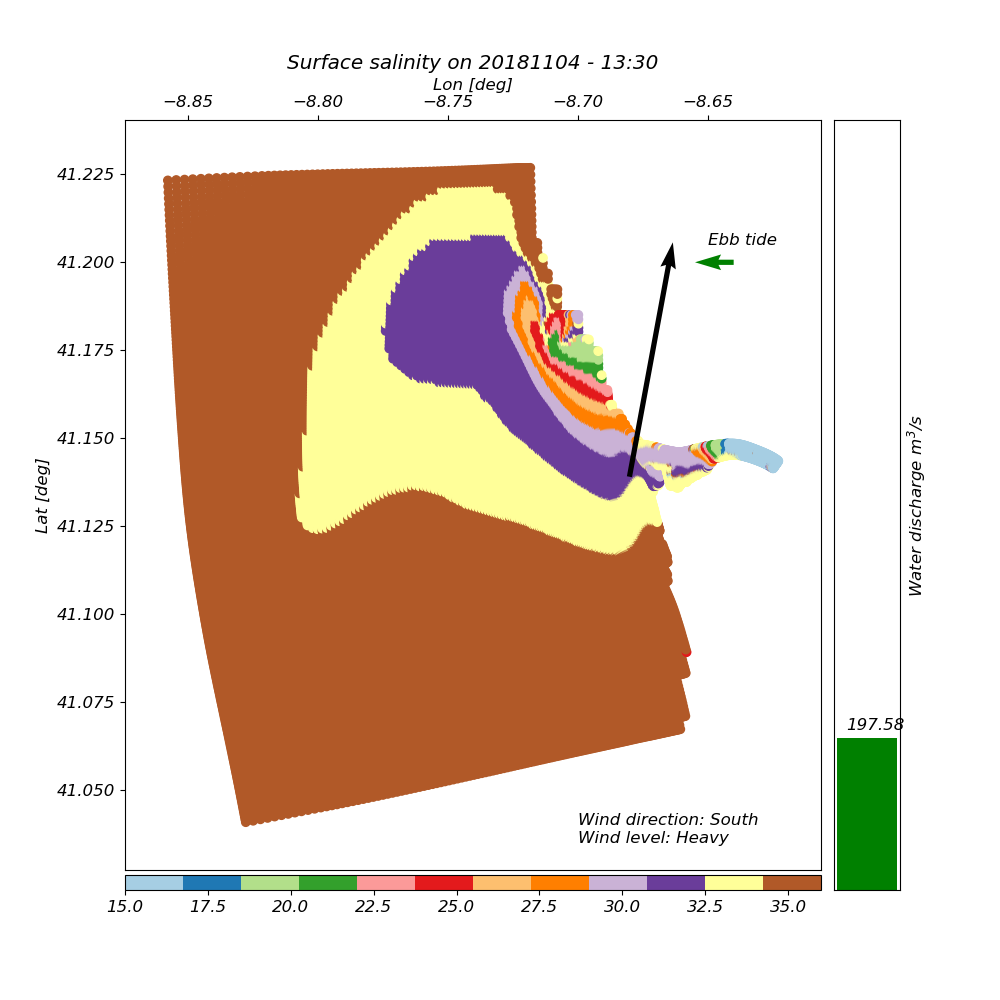 Surface salinity on 20181104 - 13:30
Lon [deg]
−8.85 −8.80 −8.75 −8.70 −8.65
41.225
41.200
41.175
41.150
41.125
41.100
41.075
41.050
Lat [deg]
Ebb tide
Wind direction: South
Wind level: Heavy
15.0 17.5 20.0 22.5 25.0 27.5 30.0 32.5 35.0
197.58
Water discharge m³/s